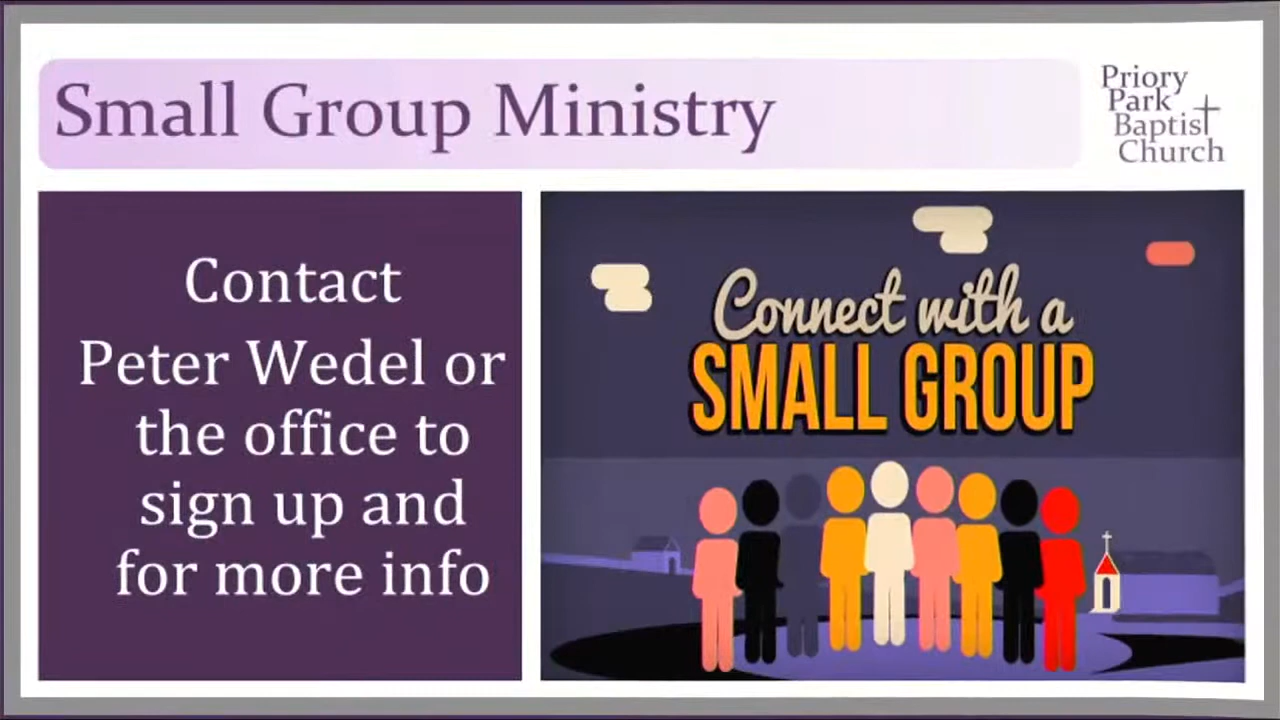 Small Group Ministry
Priory
Park
Baptist
Church
Contact
Peter Wedel or
the office to
sign up and
for more info
Connect with a
SMALL GROUP